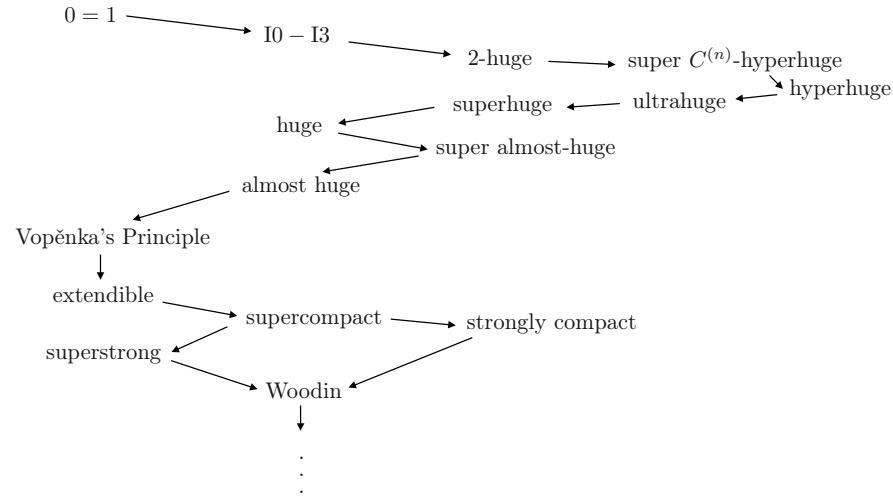 0 = 1
I0 − I3
2-huge
super $C^{(n)}$-hyperhuge
hyperhuge
ultrahuge
superhuge
huge
super almost-huge
almost huge
Vopěnka's Principle
extendible
supercompact
strongly compact
superstrong
Woodin
.
.
.